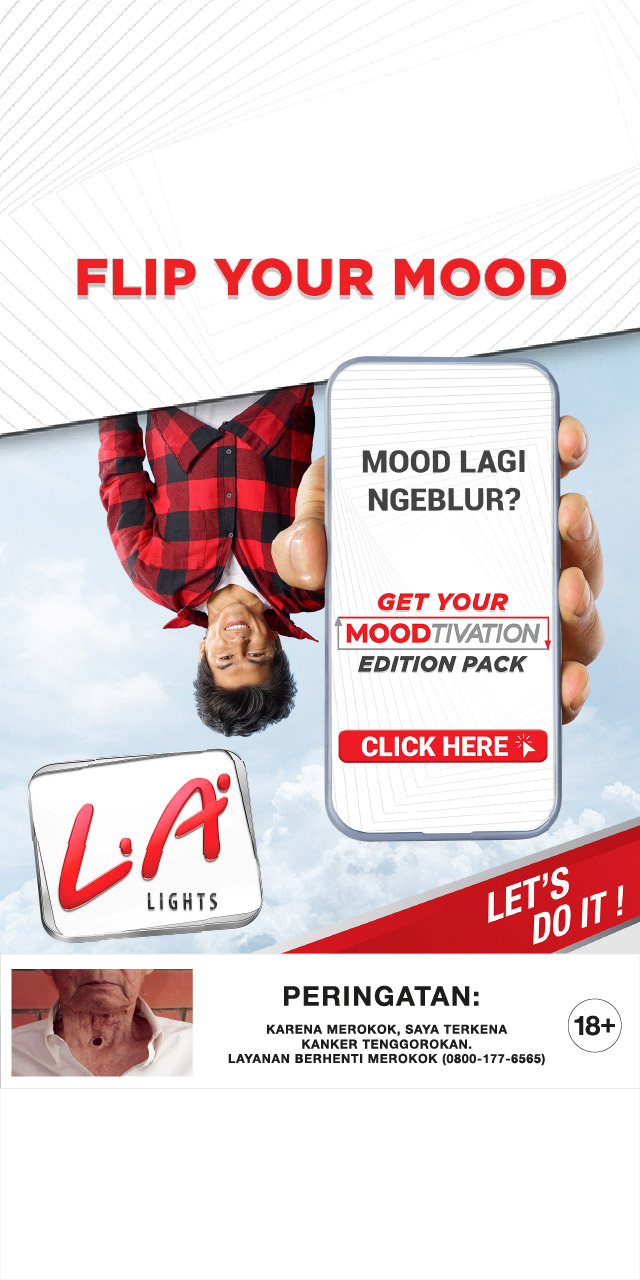 FLIP YOUR MOOD
MOOD LAGI
NGEBLUR?
GET YOUR
MOODTIVATION
EDITION PACK
CLICK HERE
L.A.
LIGHTS
LET'S
DO IT !
PERINGATAN:
KARENA MEROKOK, SAYA TERKENA
KANKER TENGGOROKAN.
LAYANAN BERHENTI MEROKOK (0800-177-6565)
18+